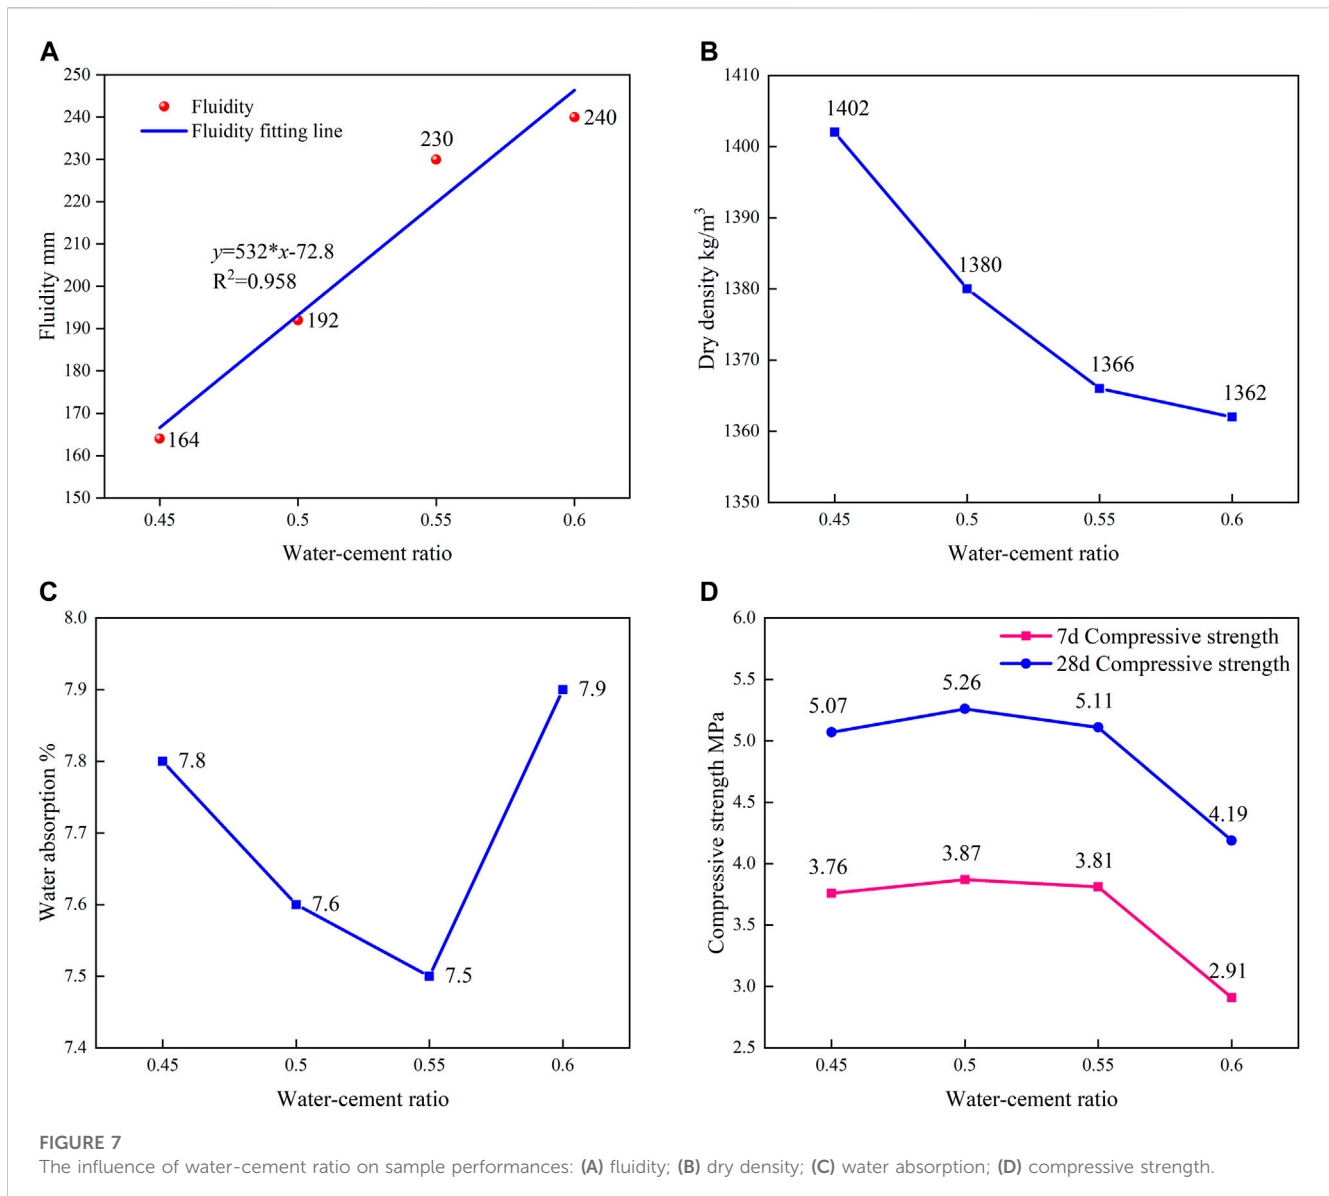 A
250
240
230
220
210
200
190
180
170
160
150
Fluidity mm
Fluidity
Fluidity fitting line
y=532*x-72.8
R²=0.958
164
192
230
240
0.45 0.5 0.55 0.6
Water-cement ratio
B
1410
1400
1390
1380
1370
1360
1350
Dry density kg/m³
1402
1380
1366
1362
0.45 0.5 0.55 0.6
Water-cement ratio
C
8.0
7.9
7.8
7.7
7.6
7.5
7.4
Water absorption %
7.8
7.6
7.5
7.9
0.45 0.5 0.55 0.6
Water-cement ratio
D
6.0
5.5
5.0
4.5
4.0
3.5
3.0
2.5
Compressive strength MPa
7d Compressive strength
28d Compressive strength
5.07
5.26
5.11
4.19
3.76
3.87
3.81
2.91
0.45 0.5 0.55 0.6
Water-cement ratio
FIGURE 7
The influence of water-cement ratio on sample performances: (A) fluidity; (B) dry density; (C) water absorption; (D) compressive strength.